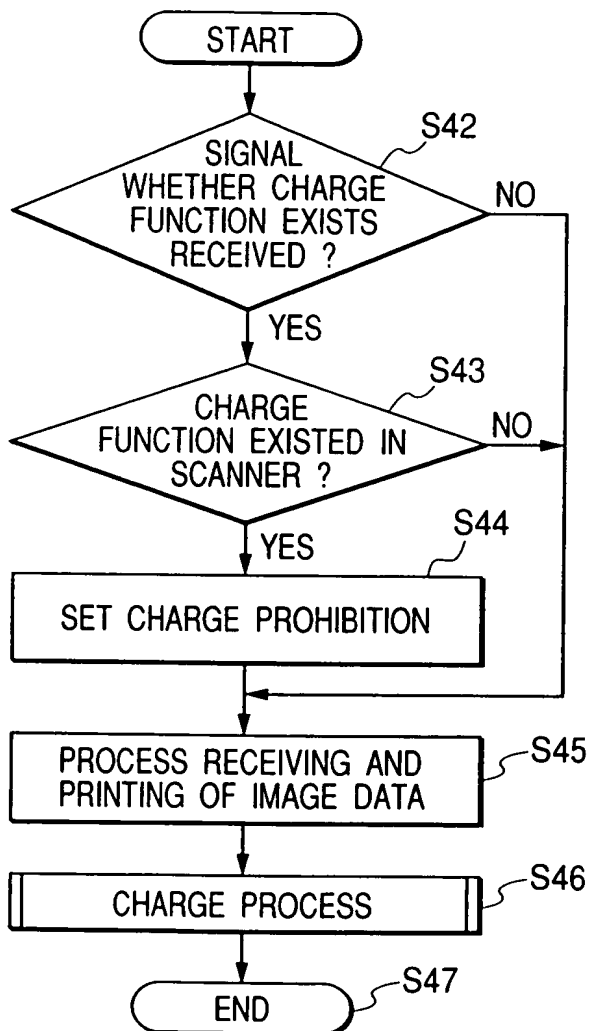 START
S42
SIGNAL
WHETHER CHARGE
FUNCTION EXISTS
RECEIVED ?
NO
YES
S43
CHARGE
FUNCTION EXISTED IN
SCANNER ?
NO
YES
S44
SET CHARGE PROHIBITION
PROCESS RECEIVING AND
PRINTING OF IMAGE DATA
S45
CHARGE PROCESS
S46
END
S47